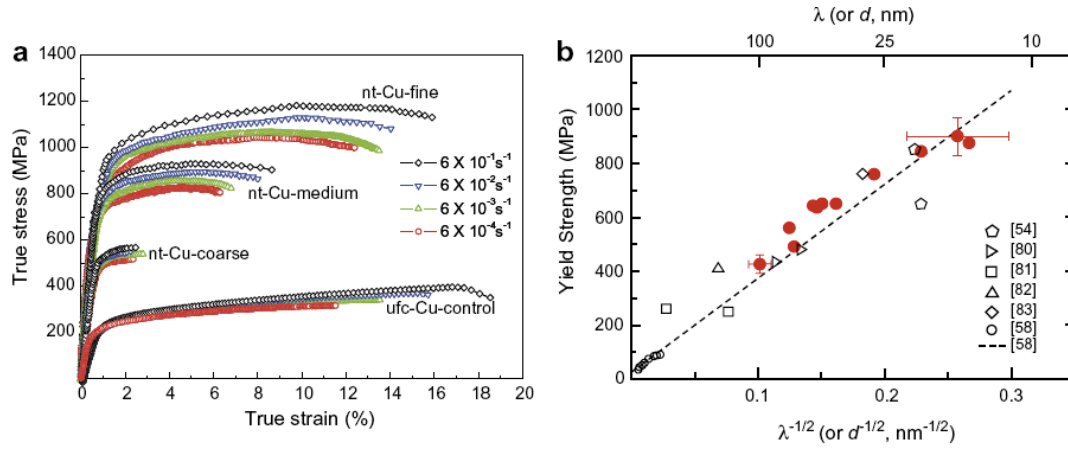 a
True stress (MPa)
1400
1200
1000
800
600
400
200
0
0
2
4
6
8
10
12
14
16
18
20
True strain (%)
nt-Cu-fine
nt-Cu-medium
nt-Cu-coarse
ufc-Cu-control
6 X 10⁻¹s⁻¹
6 X 10⁻²s⁻¹
6 X 10⁻³s⁻¹
6 X 10⁻⁴s⁻¹
b
λ (or d, nm)
100
25
10
Yield Strength (MPa)
1200
1000
800
600
400
200
0
0.1
0.2
0.3
λ⁻¹/² (or d⁻¹/², nm⁻¹/²)
[54]
[80]
[81]
[82]
[83]
[58]
[58]